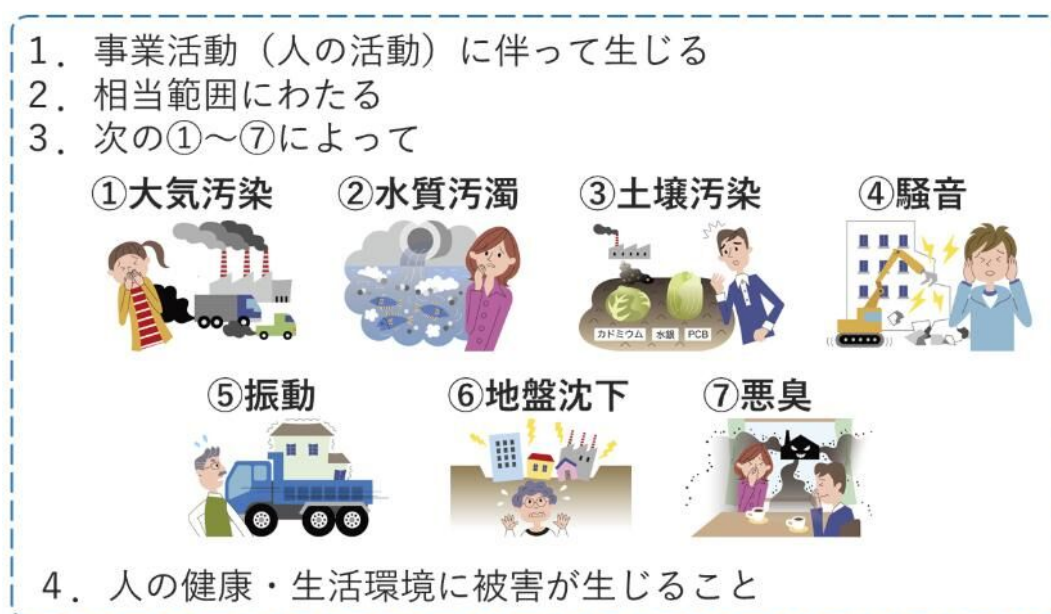 1．事業活動（人の活動）に伴って生じる
2．相当範囲にわたる
3．次の①～⑦によって
①大気汚染 ②水質汚濁 ③土壌汚染 ④騒音
カドミウム 水銀 PCB
⑤振動 ⑥地盤沈下 ⑦悪臭
4．人の健康・生活環境に被害が生じること